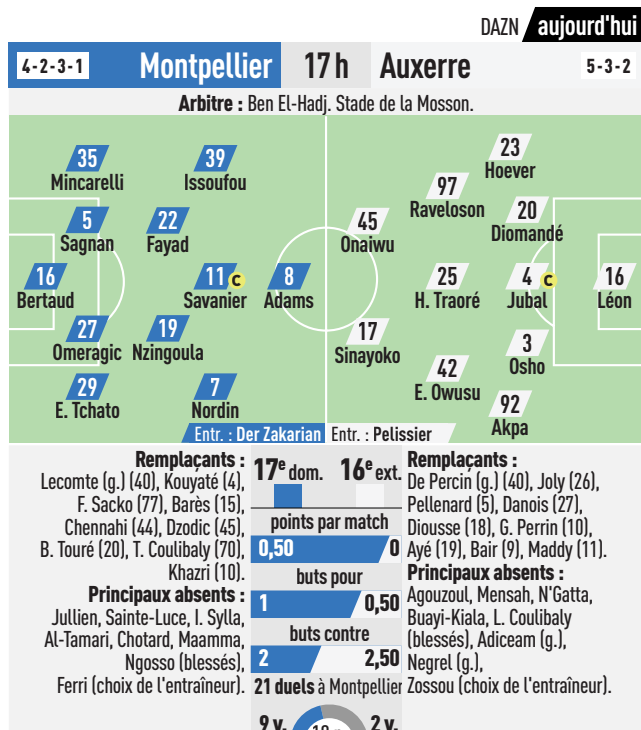 DAZN aujourd'hui
4-2-3-1 Montpellier 17 h Auxerre 5-3-2
Arbitre : Ben El-Hadj. Stade de la Mosson.
35
Mincarelli
39
Issoufou
5
Sagnan
22
Fayad
16
Bertaud
11 C
Savanier
8
Adams
27
Omeragic
19
Nzingoula
29
E. Tchato
7
Nordin
23
Hoever
97
Raveloson
20
Diomandé
45
Onaiwu
25
H. Traoré
4 C
Jubal
16
Léon
17
Sinayoko
3
Osho
42
E. Owusu
92
Akpa
Entr. : Der Zakarian Entr. : Pelissier
Remplaçants :
Lecomte (g.) (40), Kouyaté (4),
F. Sacko (77), Barès (15),
Chennahi (44), Dzodic (45),
B. Touré (20), T. Coulibaly (70),
Khazri (10).
Principaux absents :
Jullien, Sainte-Luce, I. Sylla,
Al-Tamari, Chotard, Maamma,
Ngosso (blessés),
Ferri (choix de l'entraîneur).
17e dom. 16e ext.
points par match
0,50 0
buts pour
1 0,50
buts contre
2 2,50
21 duels à Montpellier
9 v. 2 v.
Remplaçants :
De Percin (g.) (40), Joly (26),
Pellenard (5), Danois (27),
Diousse (18), G. Perrin (10),
Ayé (19), Bair (9), Maddy (11).
Principaux absents :
Agouzoul, Mensah, N'Gatta,
Buayi-Kiala, L. Coulibaly
(blessés), Adiceam (g.),
Negrel (g.),
Zossou (choix de l'entraîneur).